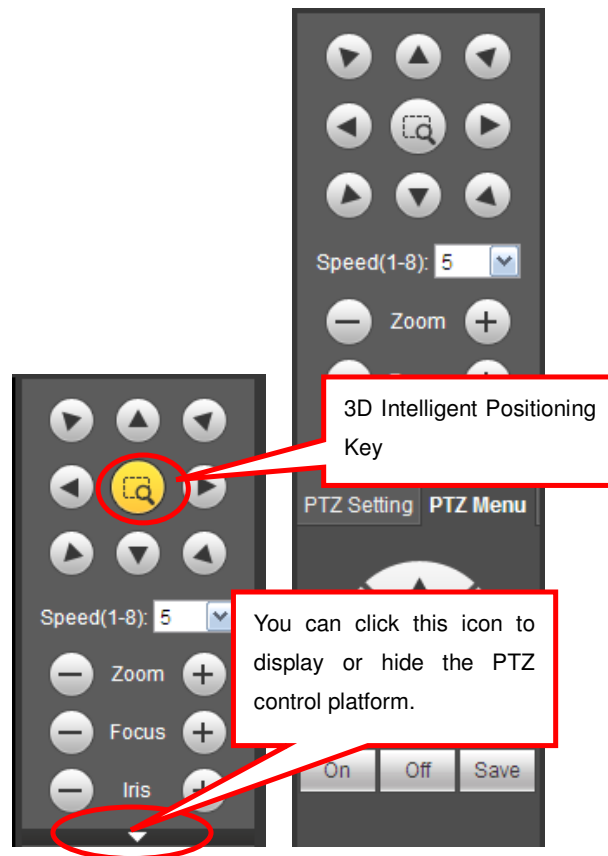 Speed(1-8): 5
Zoom
3D Intelligent Positioning
Key
PTZ Setting PTZ Menu
Speed(1-8): 5
Zoom
Focus
Iris
You can click this icon to
display or hide the PTZ
control platform.
On Off Save